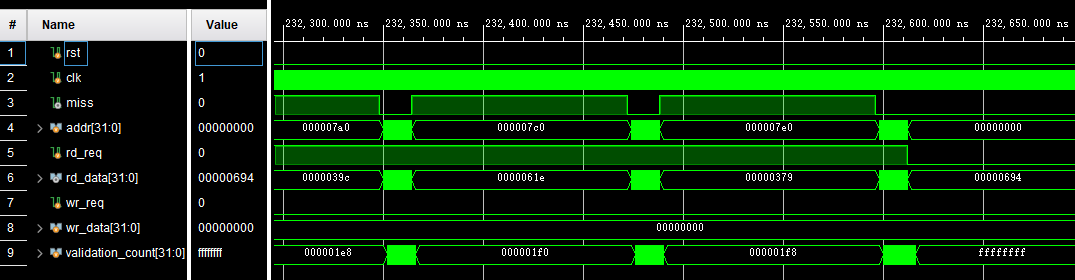 # Name Value 232,300.000 ns 232,350.000 ns 232,400.000 ns 232,450.000 ns 232,500.000 ns 232,550.000 ns 232,600.000 ns 232,650.000 ns
1 rst 0
2 clk 1
3 miss 0
4 addr[31:0] 00000000 000007a0 000007c0 000007e0 00000000
5 rd_req 0
6 rd_data[31:0] 00000694 0000039c 0000061e 00000379 00000694
7 wr_req 0
8 wr_data[31:0] 00000000 00000000
9 validation_count[31:0] ffffffff 000001e8 000001f0 000001f8 ffffffff